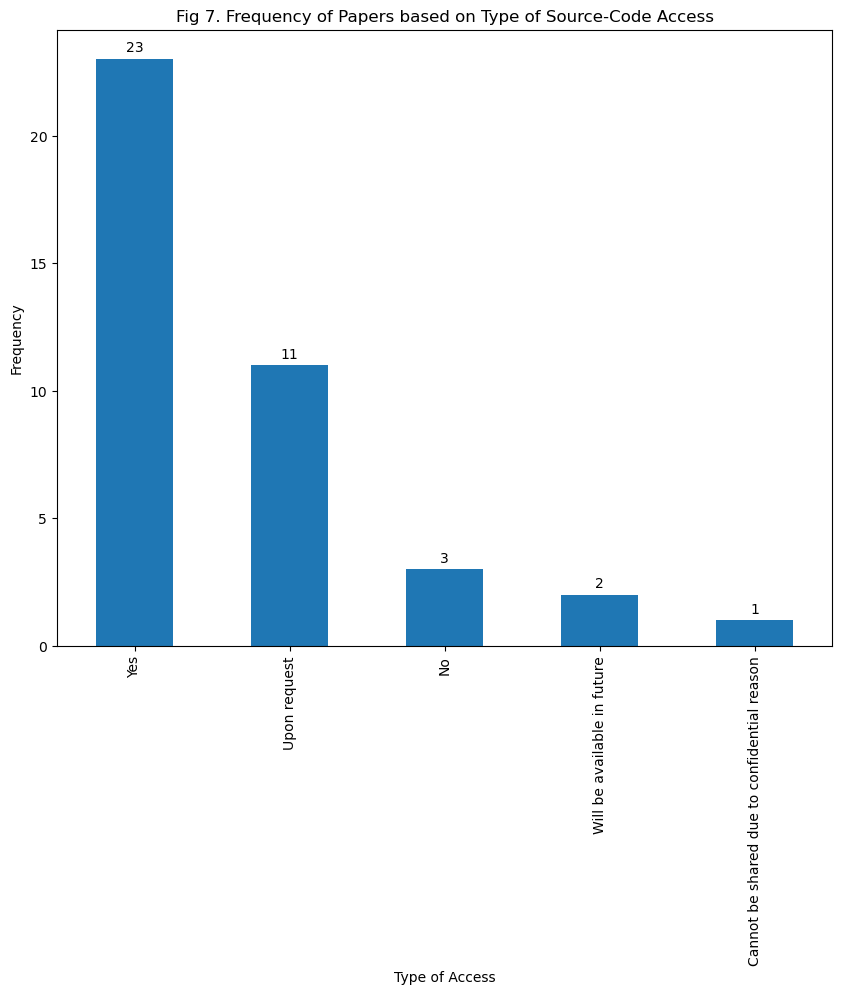 Fig 7. Frequency of Papers based on Type of Source-Code Access
Frequency
20
15
10
5
0
23
11
3
2
1
Yes
Upon request
No
Will be available in future
Cannot be shared due to confidential reason
Type of Access